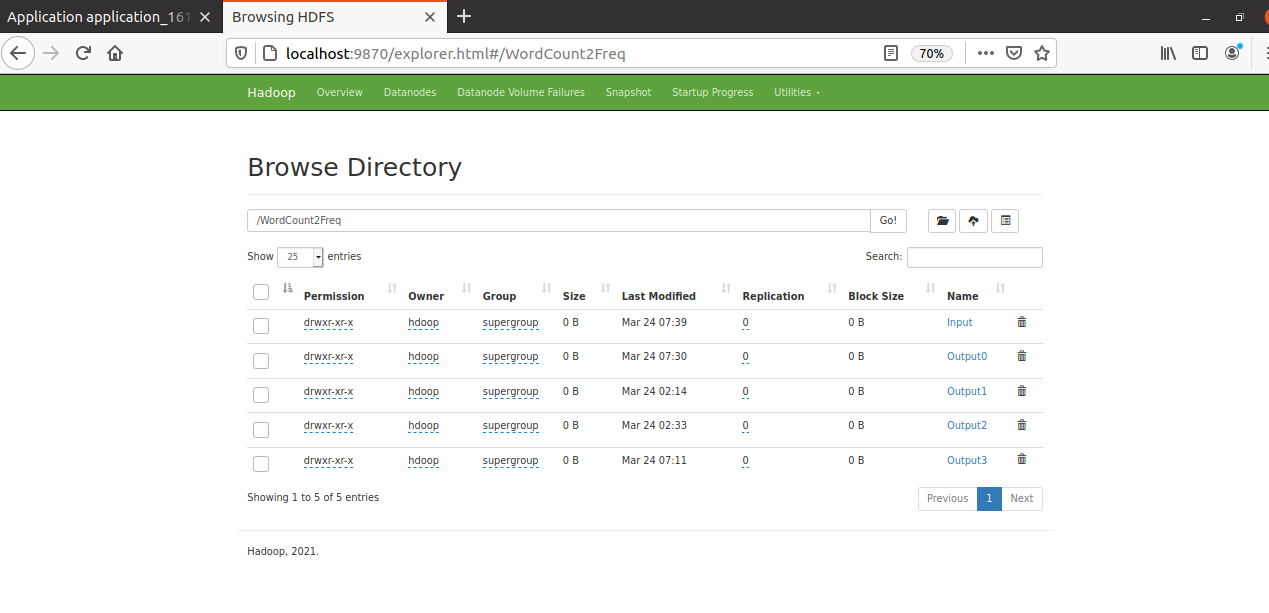 Application application_161
Browsing HDFS
localhost:9870/explorer.html#/WordCount2Freq 70%
Hadoop Overview Datanodes Datanode Volume Failures Snapshot Startup Progress Utilities
Browse Directory
/WordCount2Freq Go!
Show 25 entries Search:
Permission Owner Group Size Last Modified Replication Block Size Name
drwxr-xr-x hdoop supergroup 0 B Mar 24 07:39 0 0 B Input
drwxr-xr-x hdoop supergroup 0 B Mar 24 07:30 0 0 B Output0
drwxr-xr-x hdoop supergroup 0 B Mar 24 02:14 0 0 B Output1
drwxr-xr-x hdoop supergroup 0 B Mar 24 02:33 0 0 B Output2
drwxr-xr-x hdoop supergroup 0 B Mar 24 07:11 0 0 B Output3
Showing 1 to 5 of 5 entries Previous 1 Next
Hadoop, 2021.